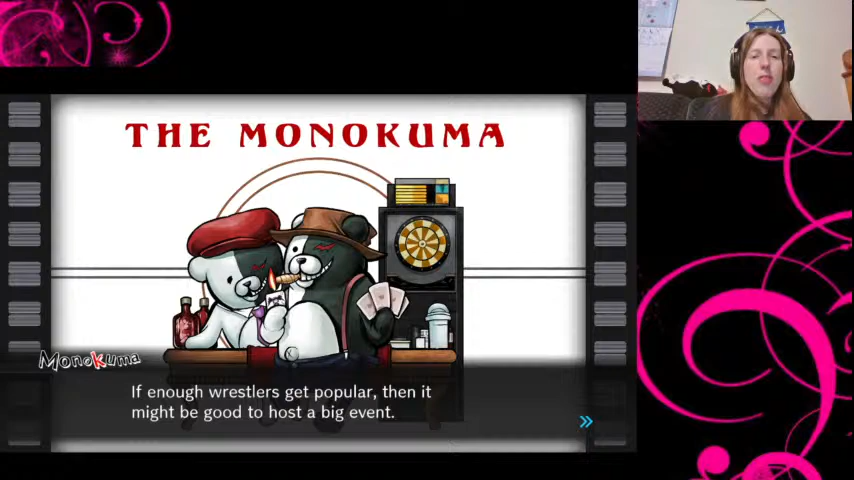 THE MONOKUMA
Monokuma
If enough wrestlers get popular, then it
might be good to host a big event.